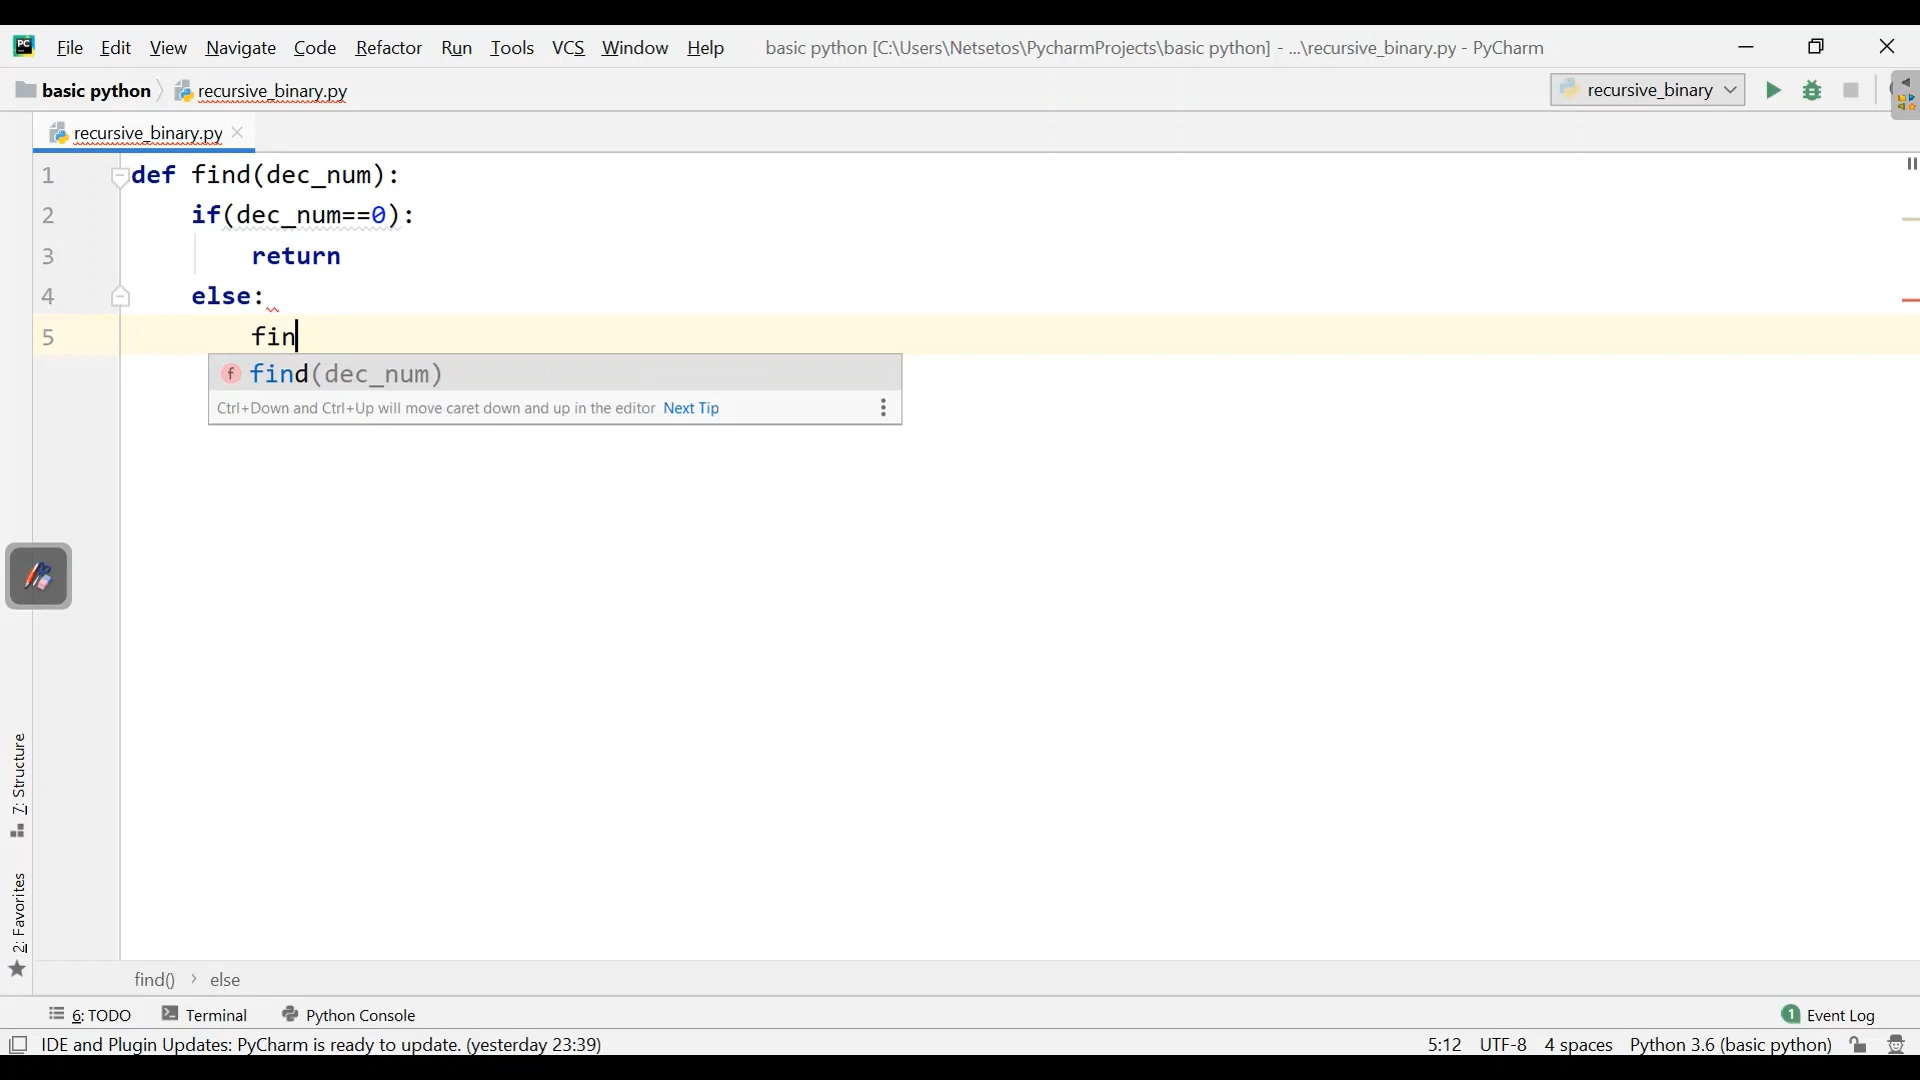 PC File Edit View Navigate Code Refactor Run Tools VCS Window Help basic python [C:\Users\Netsetos\PycharmProjects\basic python] - ...\recursive_binary.py - PyCharm
basic python recursive_binary.py recursive_binary
recursive_binary.py
1 def find(dec_num):
2 if(dec_num==0):
3 return
4 else:
5 fin
f find(dec_num)
Ctrl+Down and Ctrl+Up will move caret down and up in the editor Next Tip
7: Structure
2: Favorites
find() > else
6: TODO Terminal Python Console 1 Event Log
IDE and Plugin Updates: PyCharm is ready to update. (yesterday 23:39) 5:12 UTF-8 4 spaces Python 3.6 (basic python)